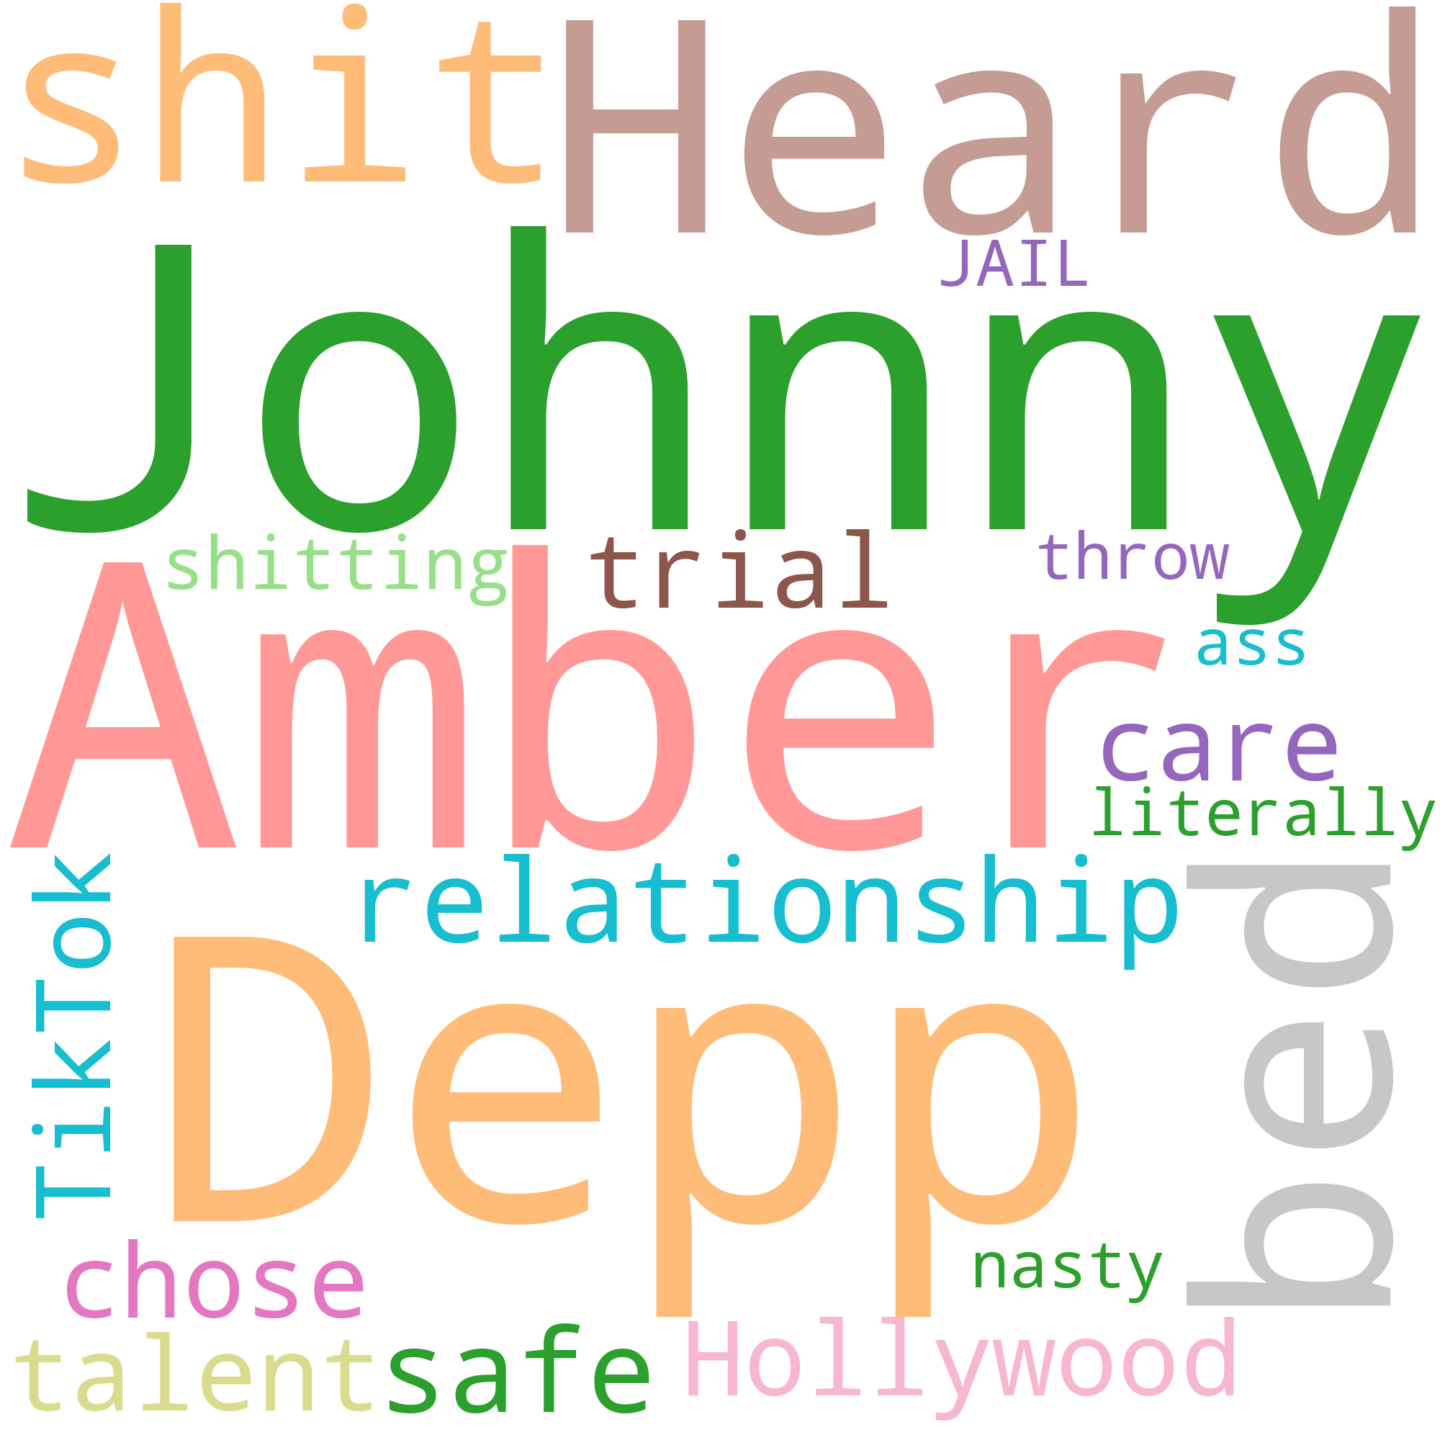 shit Heard
JAIL
Johnny
shitting trial throw
Amber
ass
care
literally
TikTok relationship
Depp bed
chose nasty
talent safe Hollywood